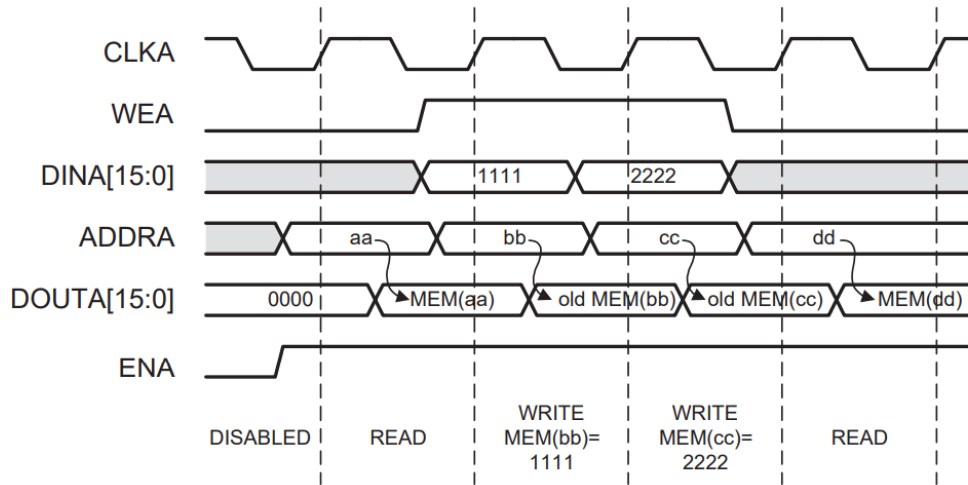 CLKA
WEA
DINA[15:0] 1111 2222
ADDRA aa bb cc dd
DOUTA[15:0] 0000 MEM(aa) old MEM(bb) old MEM(cc) MEM(dd)
ENA
DISABLED READ WRITE MEM(bb)= 1111 WRITE MEM(cc)= 2222 READ